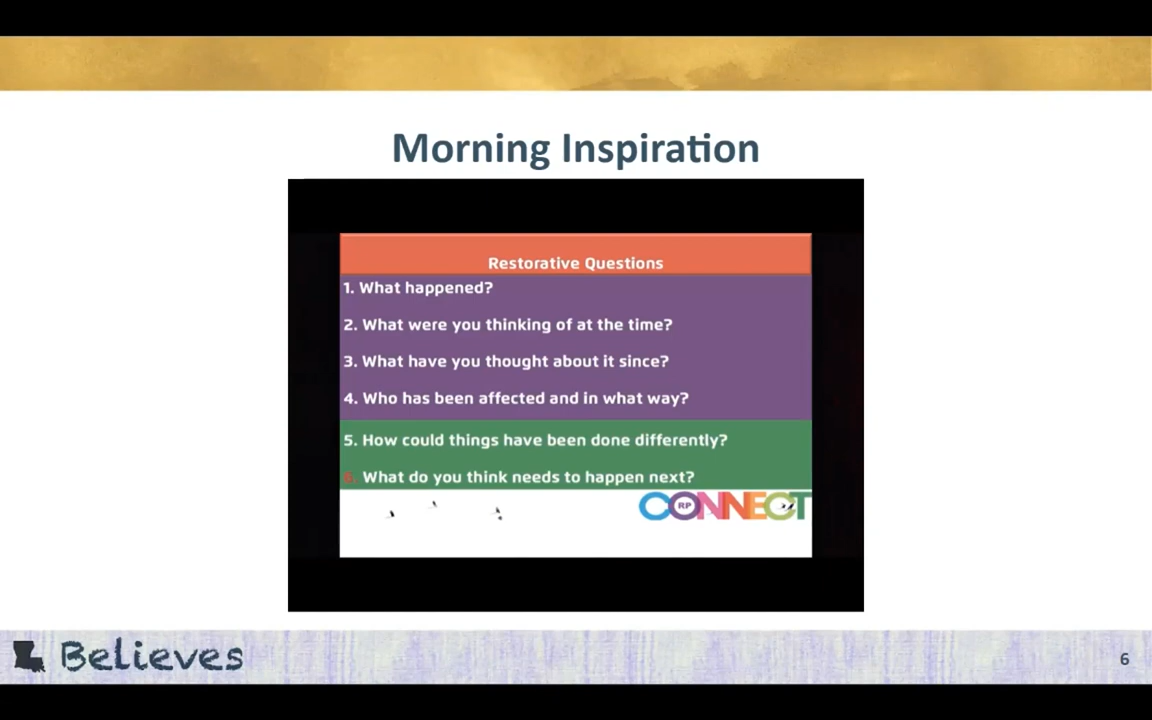 Morning Inspiration
Restorative Questions
1. What happened?
2. What were you thinking of at the time?
3. What have you thought about it since?
4. Who has been affected and in what way?
5. How could things have been done differently?
6. What do you think needs to happen next?
CONNECT
RP
Believes
6